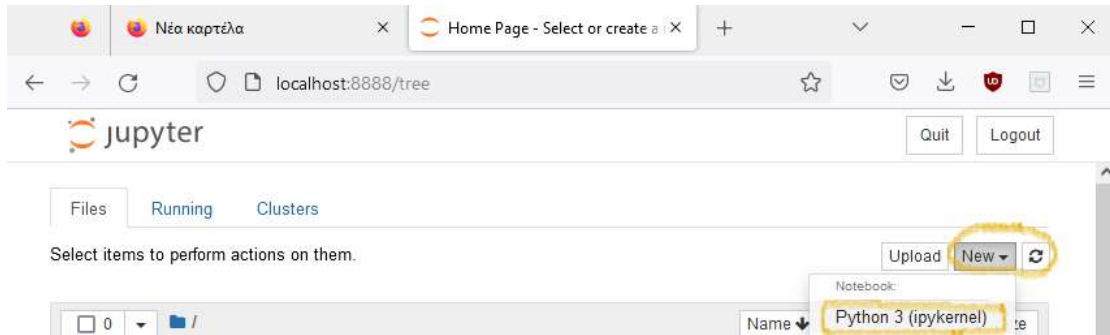 Νέα καρτέλα
Home Page - Select or create a
localhost:8888/tree
jupyter
Quit Logout
Files Running Clusters
Select items to perform actions on them.
Upload New
Notebook:
0 / Name Python 3 (ipykernel)